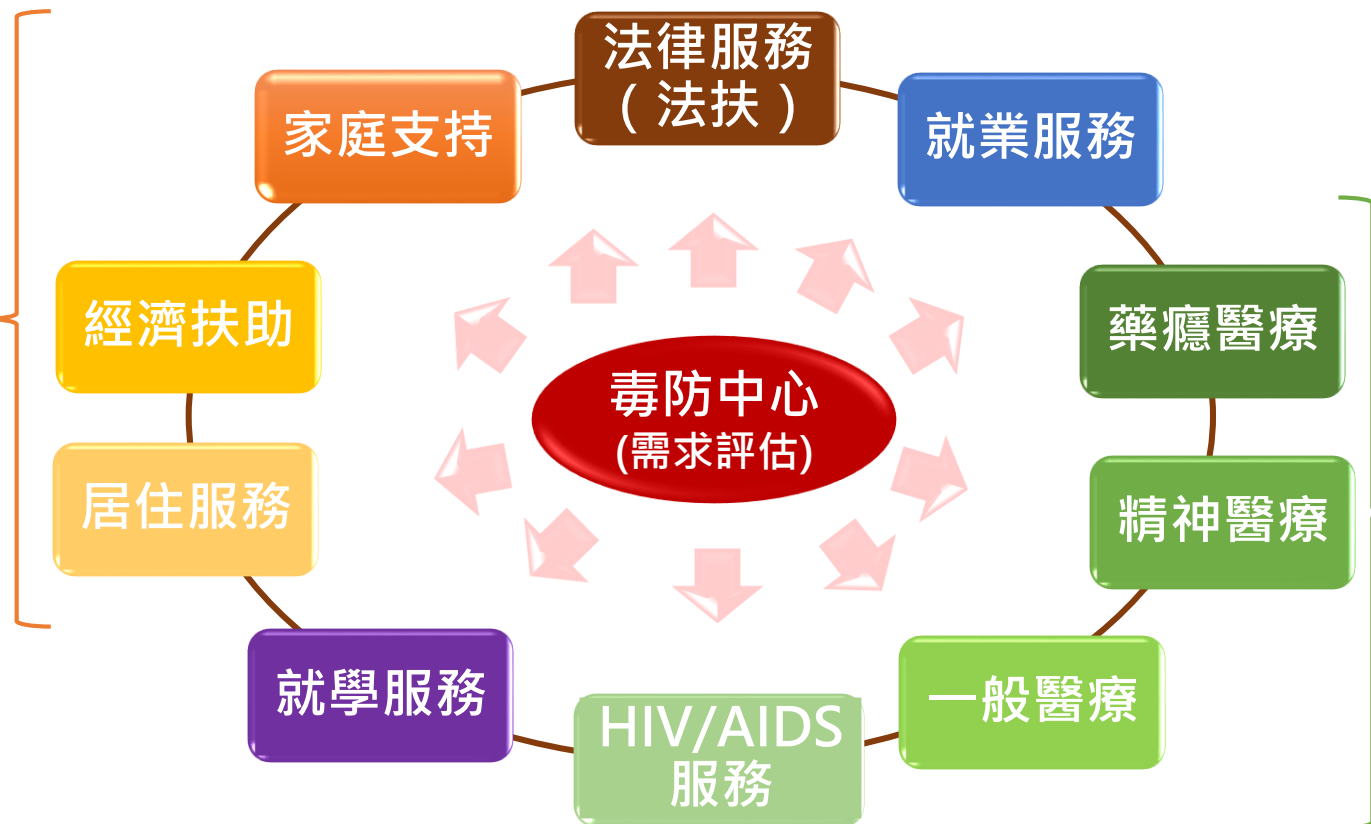 法律服務
（法扶）
家庭支持
就業服務
經濟扶助
藥癮醫療
毒防中心
(需求評估)
居住服務
精神醫療
就學服務
一般醫療
HIV/AIDS
服務